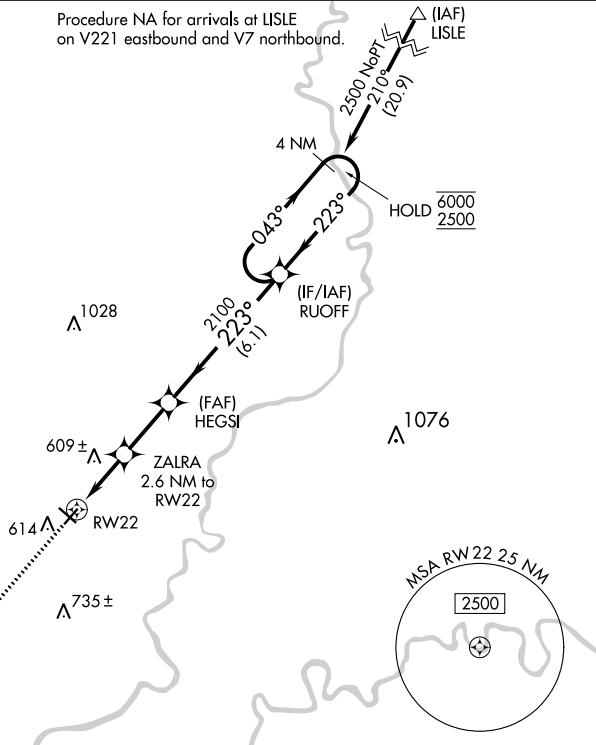 Procedure NA for arrivals at LISLE
on V221 eastbound and V7 northbound.
(IAF)
LISLE
2500 NoPT
210°
(20.9)
4 NM
HOLD 6000
2500
043°
223°
(IF/IAF)
RUOFF
2100
223°
(6.1)
1028
(FAF)
HEGSI
1076
609±
ZALRA
2.6 NM to
RW22
614
RW22
735±
MSA RW22 25 NM
2500